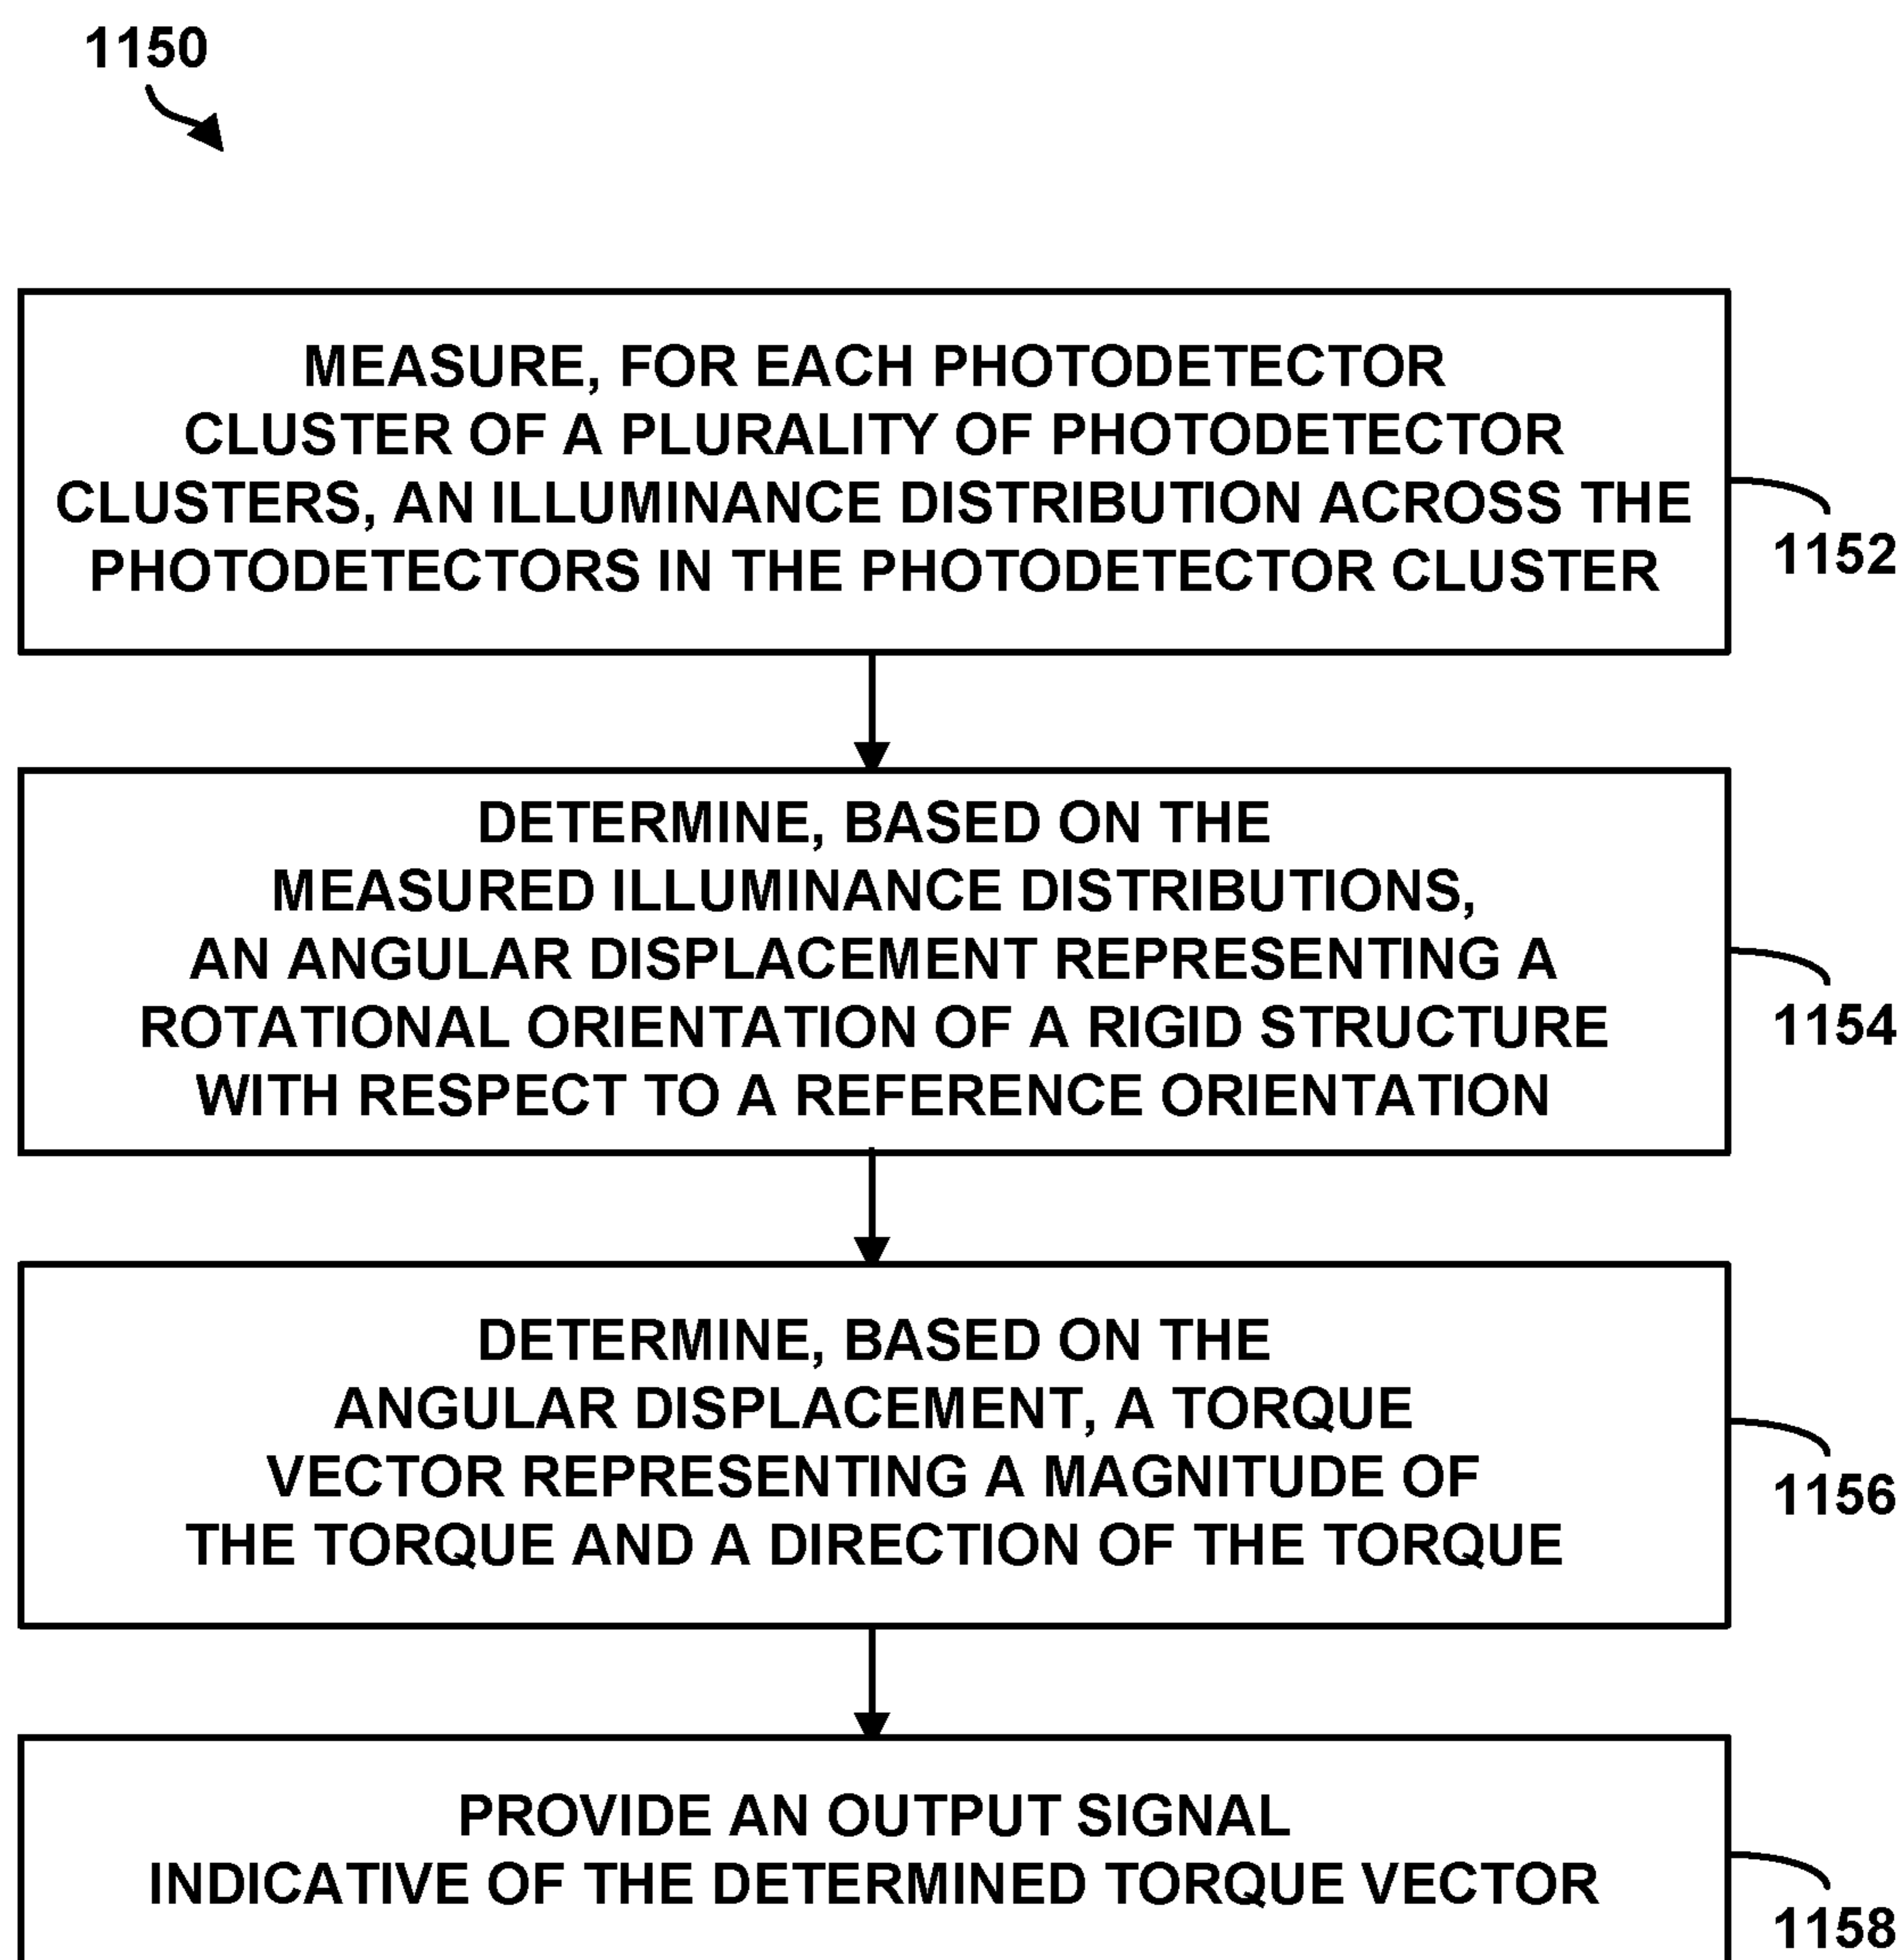 1150
MEASURE, FOR EACH PHOTODETECTOR
CLUSTER OF A PLURALITY OF PHOTODETECTOR
CLUSTERS, AN ILLUMINANCE DISTRIBUTION ACROSS THE
PHOTODETECTORS IN THE PHOTODETECTOR CLUSTER
1152
DETERMINE, BASED ON THE
MEASURED ILLUMINANCE DISTRIBUTIONS,
AN ANGULAR DISPLACEMENT REPRESENTING A
ROTATIONAL ORIENTATION OF A RIGID STRUCTURE
WITH RESPECT TO A REFERENCE ORIENTATION
1154
DETERMINE, BASED ON THE
ANGULAR DISPLACEMENT, A TORQUE
VECTOR REPRESENTING A MAGNITUDE OF
THE TORQUE AND A DIRECTION OF THE TORQUE
1156
PROVIDE AN OUTPUT SIGNAL
INDICATIVE OF THE DETERMINED TORQUE VECTOR
1158